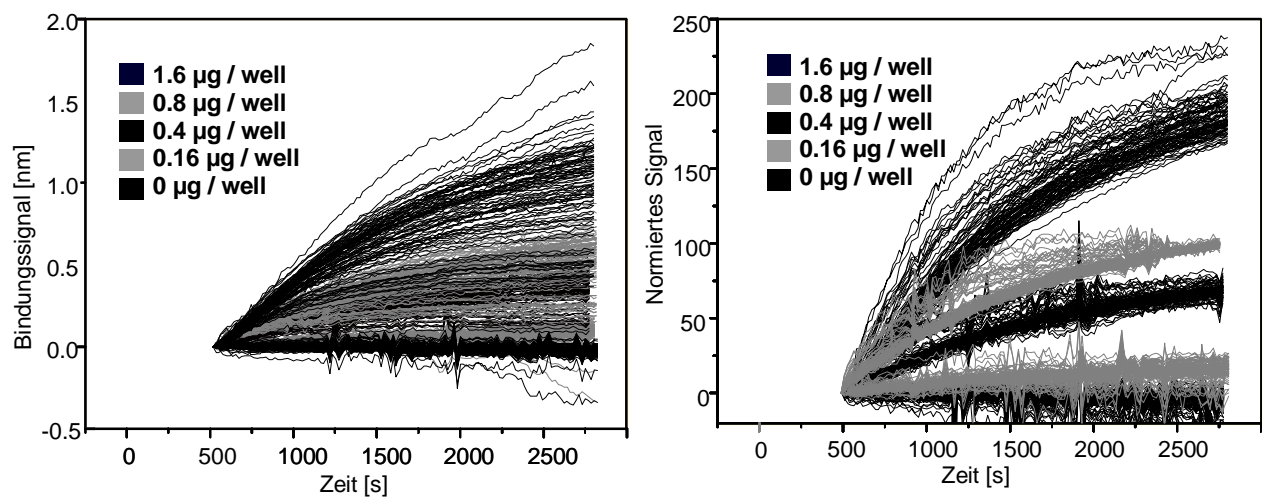 2.0
1.5
1.0
0.5
0.0
-0.5
Bindungssignal [nm]
1.6 µg / well
0.8 µg / well
0.4 µg / well
0.16 µg / well
0 µg / well
0 500 1000 1500 2000 2500
Zeit [s]
250
200
150
100
50
0
Normiertes Signal
1.6 µg / well
0.8 µg / well
0.4 µg / well
0.16 µg / well
0 µg / well
0 500 1000 1500 2000 2500
Zeit [s]